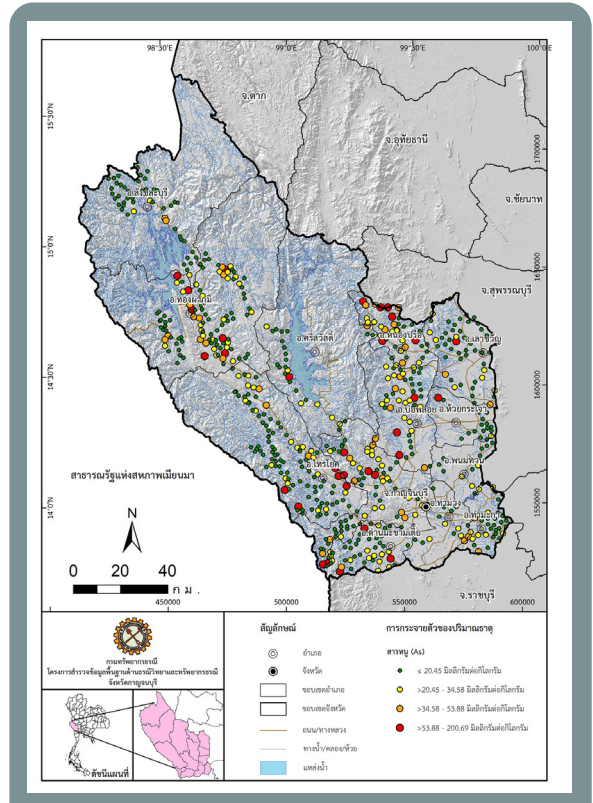 98°30'E 99°0'E 99°30'E 100°0'E
15°30'N
15°0'N
14°30'N
14°0'N
1700000
1650000
1600000
1550000
จ.ตาก
จ.อุทัยธานี
จ.ชัยนาท
จ.สุพรรณบุรี
อ.สังขละบุรี
อ.ทองผาภูมิ
อ.ศรีสวัสดิ์
อ.หนองปรือ
อ.เลาขวัญ
อ.บ่อพลอย อ.ห้วยกระเจา
อ.ไทรโยค
อ.พนมทวน
จ.กาญจนบุรี
อ.ท่าม่วง
อ.ท่ามะกา
อ.ด่านมะขามเตี้ย
จ.ราชบุรี
สาธารณรัฐแห่งสหภาพเมียนมา
N
0 20 40
กม.
450000 500000 550000 600000
กรมทรัพยากรธรณี
โครงการสำรวจข้อมูลพื้นฐานด้านธรณีวิทยาและทรัพยากรธรณี
จังหวัดกาญจนบุรี
ดัชนีแผนที่
สัญลักษณ์
อำเภอ
จังหวัด
ขอบเขตอำเภอ
ขอบเขตจังหวัด
ถนน/ทางหลวง
ทางน้ำ/คลอง/ห้วย
แหล่งน้ำ
การกระจายตัวของปริมาณธาตุ
สารหนู (As)
≤ 20.45 มิลลิกรัมต่อกิโลกรัม
>20.45 - 34.58 มิลลิกรัมต่อกิโลกรัม
>34.58 - 53.88 มิลลิกรัมต่อกิโลกรัม
>53.88 - 200.69 มิลลิกรัมต่อกิโลกรัม